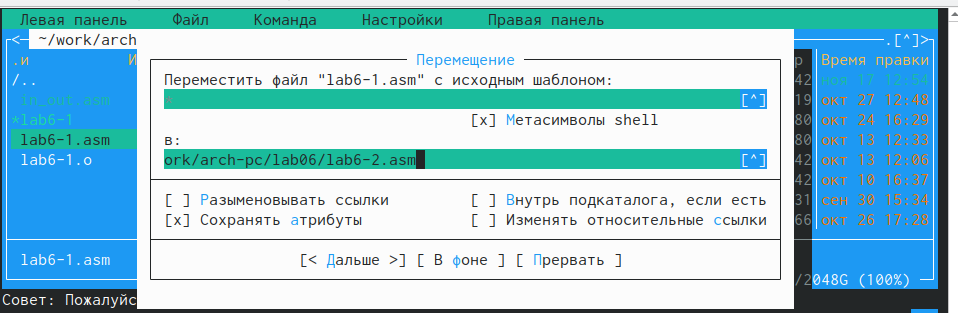 Левая панель Файл Команда Настройки Правая панель
<─ ~/work/arch .[^]>
.и И р Время правки
Перемещение
/.. 42 ноя 17 12:54
Переместить файл "lab6-1.asm" с исходным шаблоном:
in_out.asm [^] 19 окт 27 12:48
*lab6-1 [x] Метасимволы shell 80 окт 24 16:29
lab6-1.asm в: 80 окт 13 12:33
lab6-1.o ork/arch-pc/lab06/lab6-2.asm [^] 42 окт 13 12:06
42 окт 10 16:37
[ ] Разыменовывать ссылки [ ] Внутрь подкаталога, если есть 31 сен 30 15:34
[x] Сохранять атрибуты [ ] Изменять относительные ссылки 66 окт 26 17:28
lab6-1.asm [< Дальше >] [ В фоне ] [ Прервать ]
/2048G (100%)
Совет: Пожалуйс